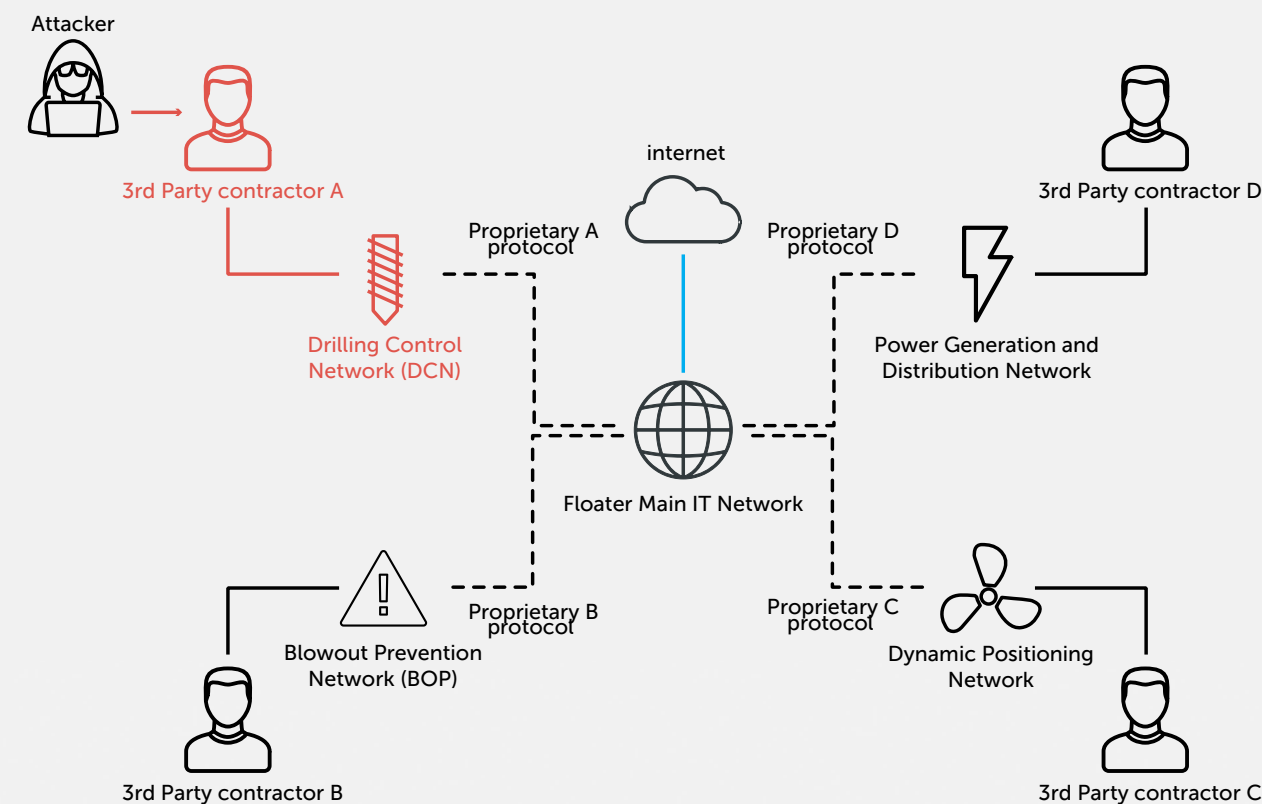 Attacker
3rd Party contractor A
internet
3rd Party contractor D
Proprietary A
protocol
Proprietary D
protocol
Drilling Control
Network (DCN)
Power Generation and
Distribution Network
Floater Main IT Network
Proprietary B
protocol
Proprietary C
protocol
Blowout Prevention
Network (BOP)
Dynamic Positioning
Network
3rd Party contractor B
3rd Party contractor C